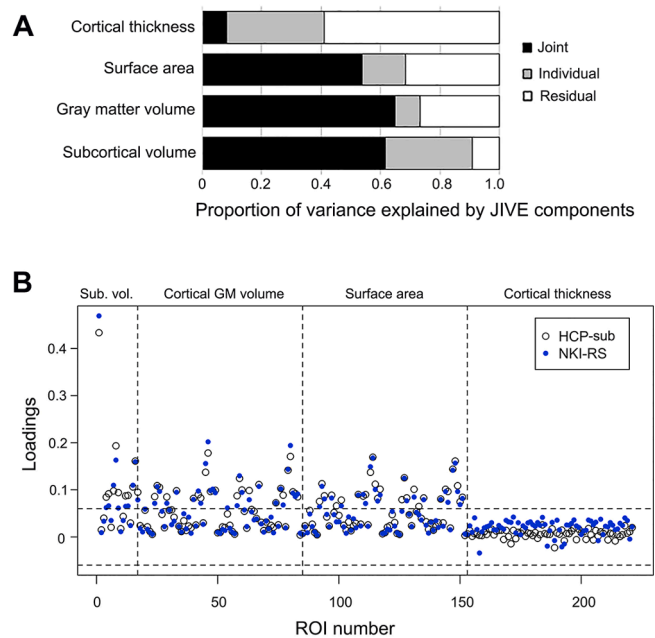 A
Cortical thickness
Surface area
Gray matter volume
Subcortical volume
Joint
Individual
Residual
0 0.2 0.4 0.6 0.8 1.0
Proportion of variance explained by JIVE components
B
Sub. vol. Cortical GM volume Surface area Cortical thickness
HCP-sub
NKI-RS
Loadings
0.4
0.3
0.2
0.1
0
0 50 100 150 200
ROI number